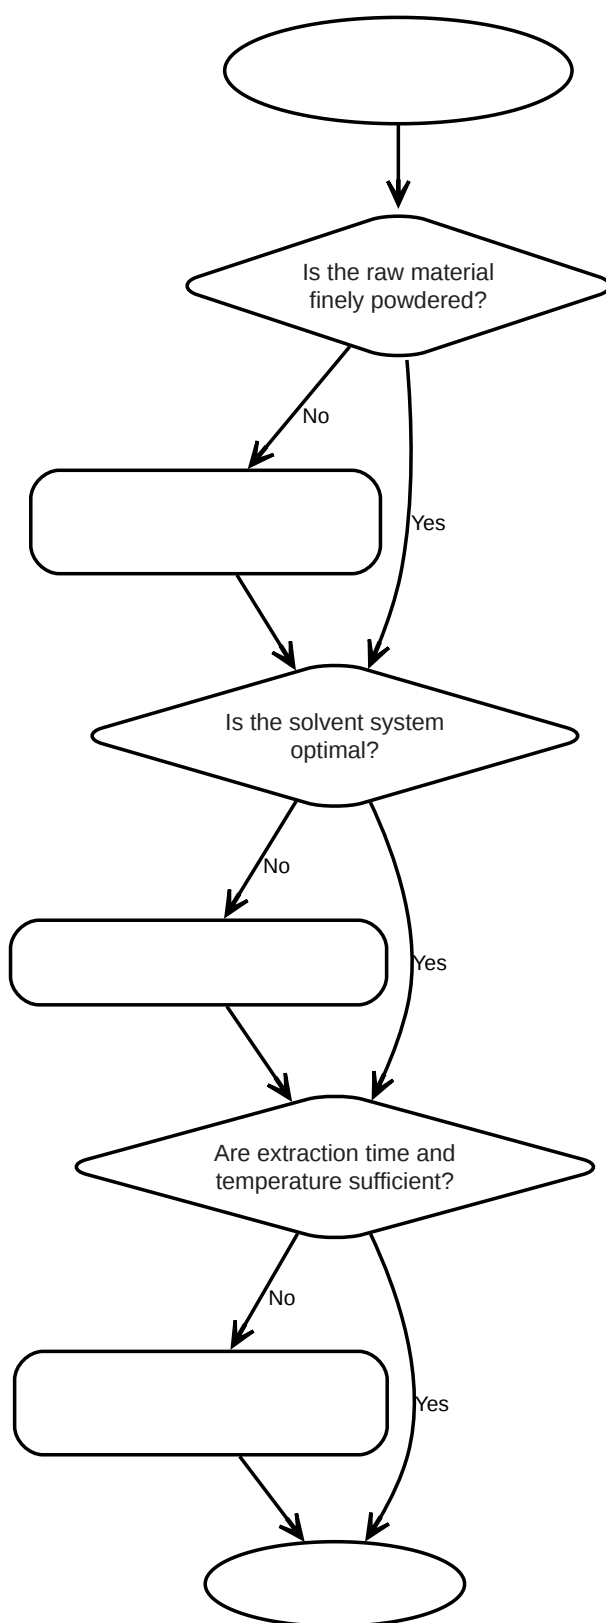 Is the raw material
finely powdered?
No
Yes
Is the solvent system
optimal?
No
Yes
Are extraction time and
temperature sufficient?
No
Yes